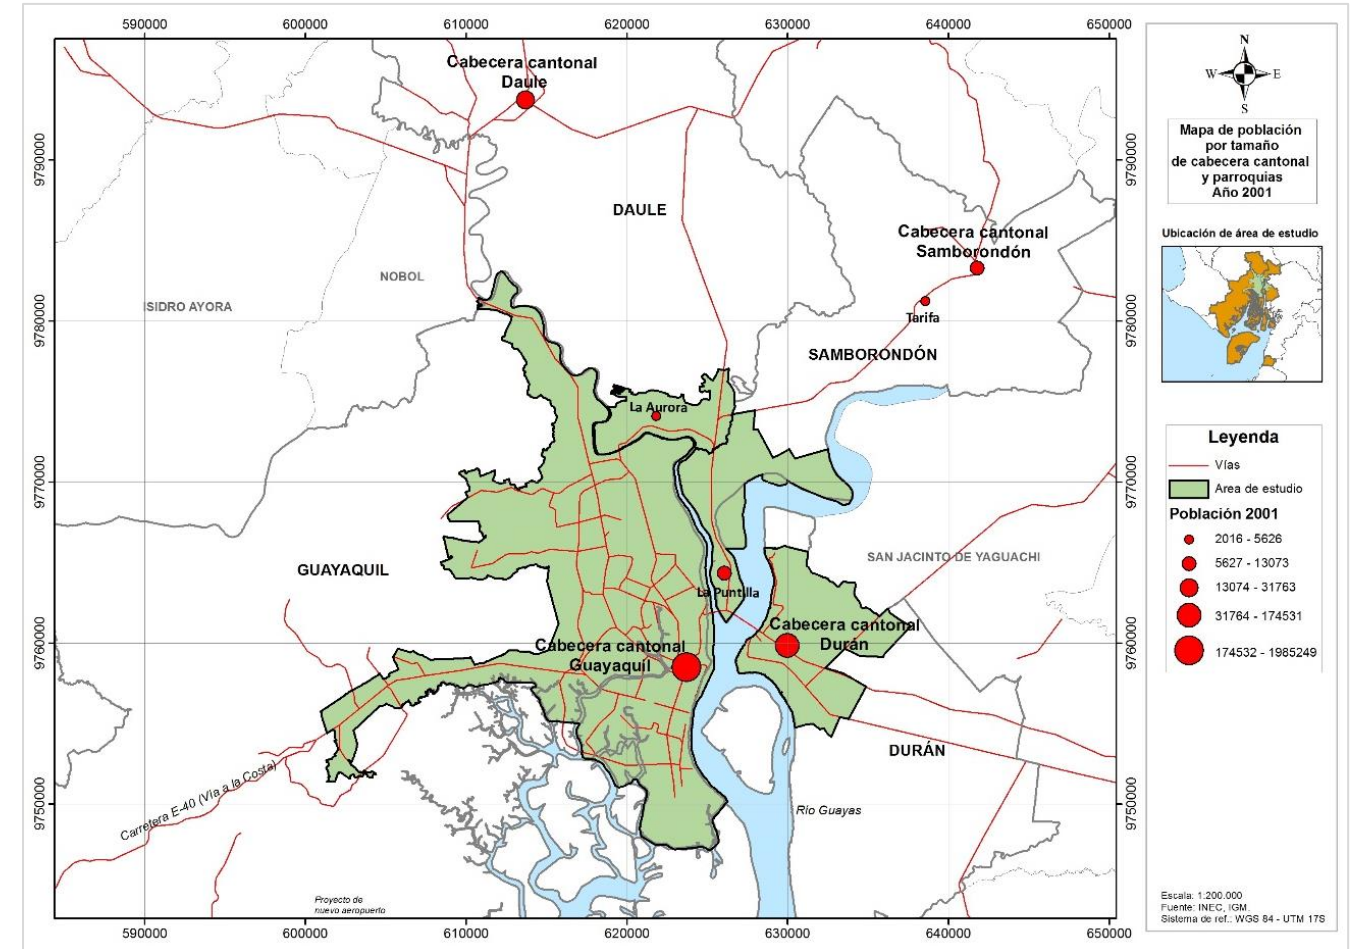 590000
600000
610000
620000
630000
640000
650000
Cabecera cantonal
Daule
9790000
9790000
DAULE
Cabecera cantonal
Samborondón
NOBOL
ISIDRO AYORA
Tarifa
9780000
9780000
SAMBORONDÓN
La Aurora
9770000
9770000
SAN JACINTO DE YAGUACHI
GUAYAQUIL
La Puntilla
Cabecera cantonal
Durán
Cabecera cantonal
Guayaquil
9760000
9760000
DURÁN
Carretera E-40 (Vía a la Costa)
Río Guayas
9750000
9750000
Proyecto de
nuevo aeropuerto
590000
600000
610000
620000
630000
640000
650000
N
W
E
S
Mapa de población
por tamaño
de cabecera cantonal
y parroquias
Año 2001
Ubicación de área de estudio
Leyenda
Vías
Area de estudio
Población 2001
2016 - 5626
5627 - 13073
13074 - 31763
31764 - 174531
174532 - 1985249
Escala: 1:200.000
Fuente: INEC, IGM.
Sistema de ref.: WGS 84 - UTM 17S